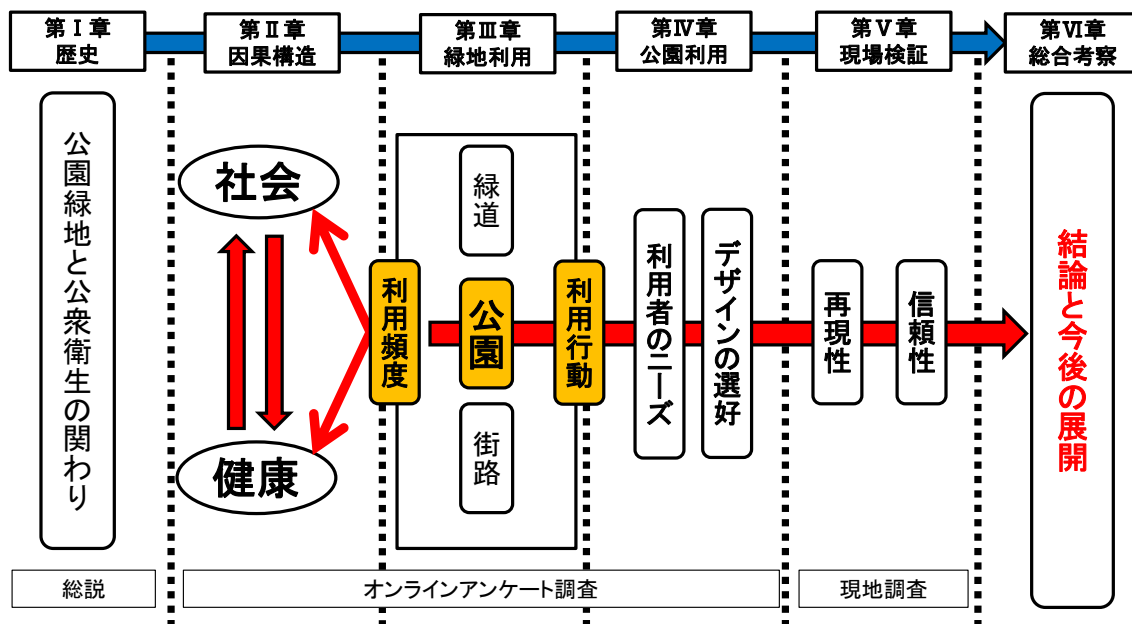 第Ⅰ章
歴史
第Ⅱ章
因果構造
第Ⅲ章
緑地利用
第Ⅳ章
公園利用
第Ⅴ章
現場検証
第Ⅵ章
総合考察
公園緑地と公衆衛生の関わり
社会
健康
利用頻度
緑道
公園
街路
利用行動
利用者のニーズ
デザインの選好
再現性
信頼性
結論と今後の展開
総説
オンラインアンケート調査
現地調査